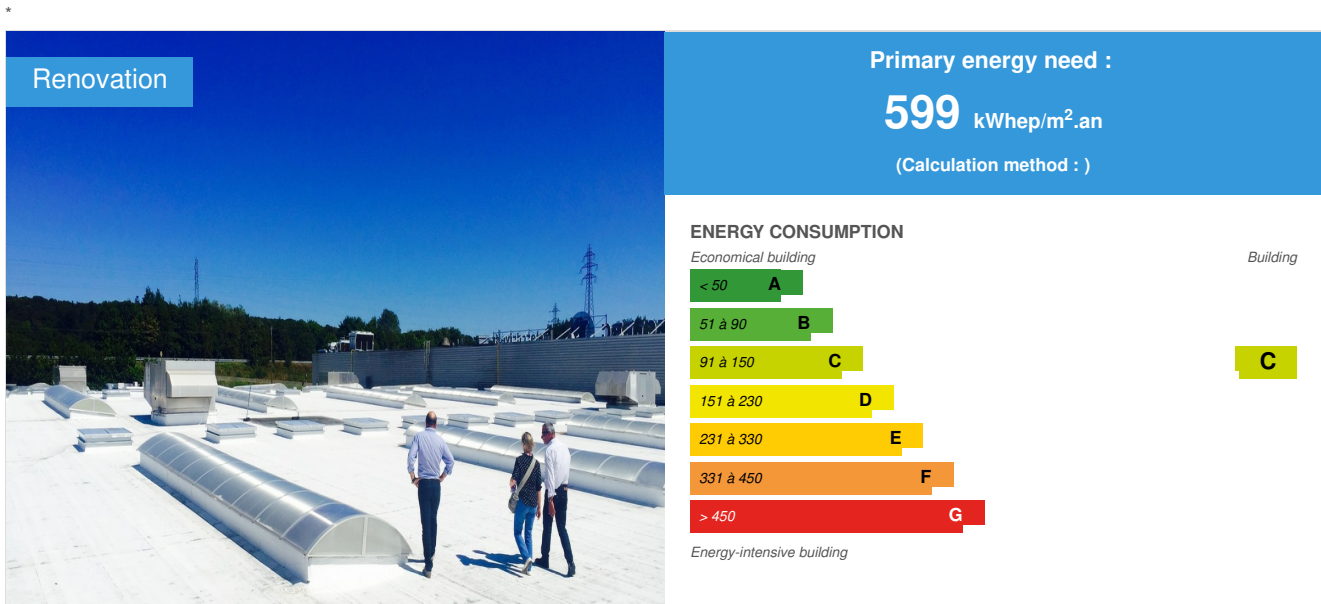 *
Renovation
Primary energy need :
599 kWhep/m².an
(Calculation method : )
ENERGY CONSUMPTION
Economical building
Building
< 50 A
51 à 90 B
91 à 150 C
C
151 à 230 D
231 à 330 E
331 à 450 F
> 450 G
Energy-intensive building